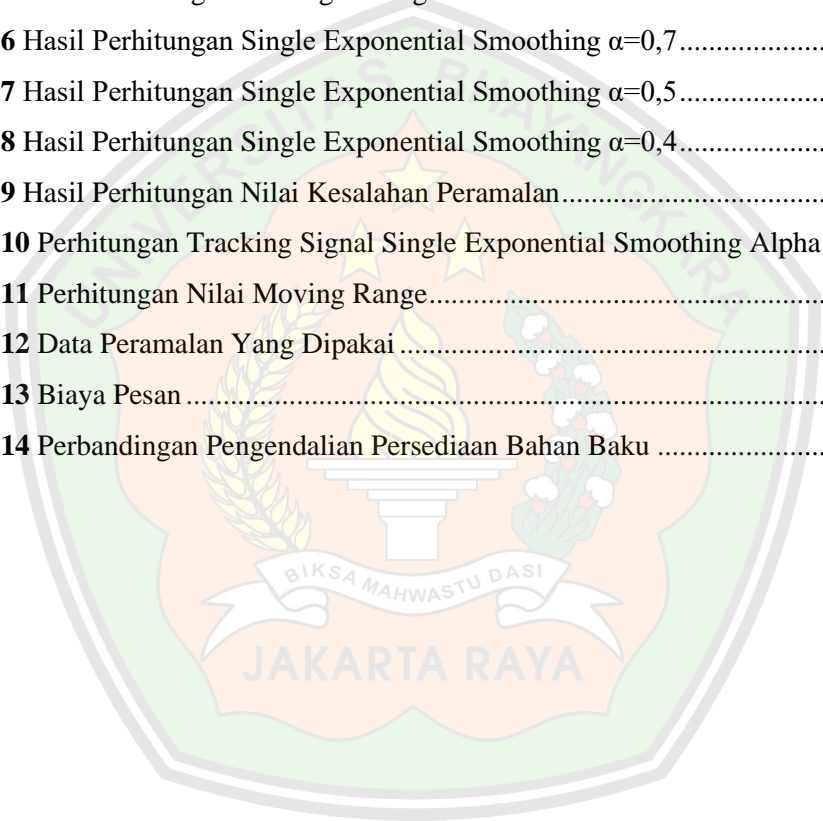 6 Hasil Perhitungan Single Exponential Smoothing α=0,7....................
7 Hasil Perhitungan Single Exponential Smoothing α=0,5....................
8 Hasil Perhitungan Single Exponential Smoothing α=0,4....................
9 Hasil Perhitungan Nilai Kesalahan Peramalan.....................................
10 Perhitungan Tracking Signal Single Exponential Smoothing Alpha
11 Perhitungan Nilai Moving Range.......................................................
12 Data Peramalan Yang Dipakai ...........................................................
13 Biaya Pesan .........................................................................................
14 Perbandingan Pengendalian Persediaan Bahan Baku .......................
UNIVERSITAS BHAYANGKARA
BIKSA MAHWASTU DASI
JAKARTA RAYA